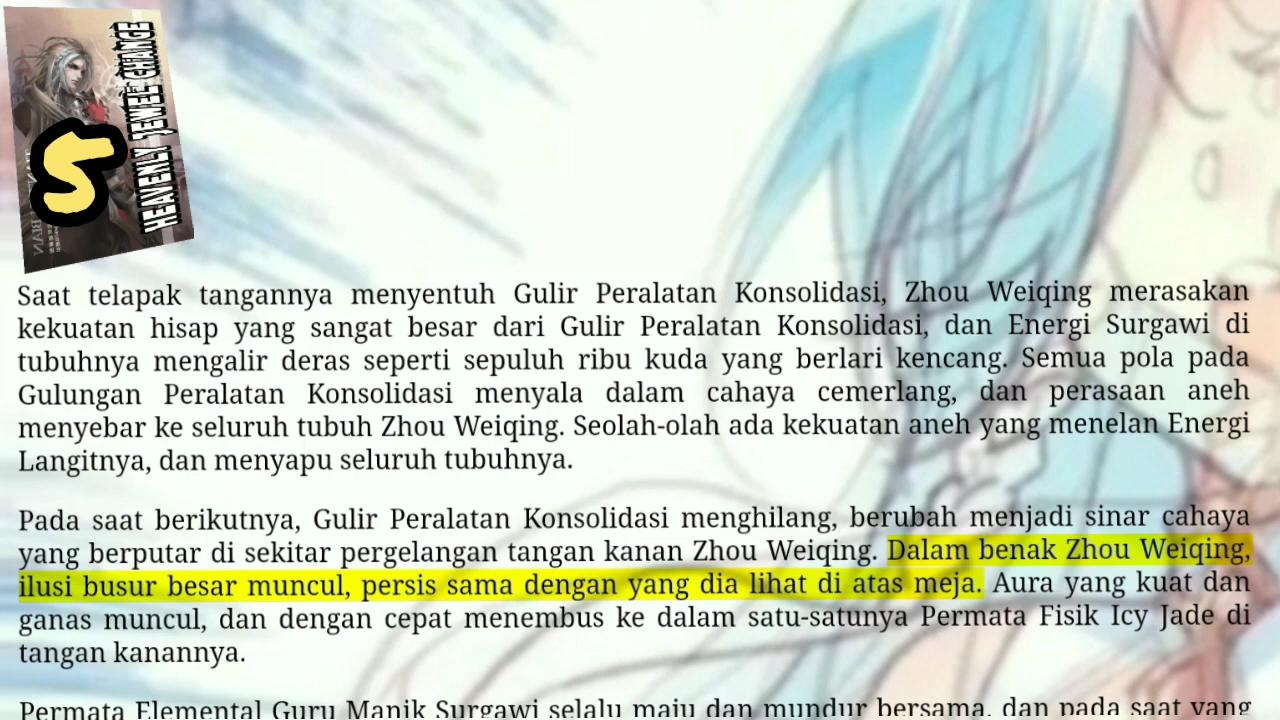 HEAVENLY JEWEL CHANGE
5
Saat telapak tangannya menyentuh Gulir Peralatan Konsolidasi, Zhou Weiqing merasakan
kekuatan hisap yang sangat besar dari Gulir Peralatan Konsolidasi, dan Energi Surgawi di
tubuhnya mengalir deras seperti sepuluh ribu kuda yang berlari kencang. Semua pola pada
Gulungan Peralatan Konsolidasi menyala dalam cahaya cemerlang, dan perasaan aneh
menyebar ke seluruh tubuh Zhou Weiqing. Seolah-olah ada kekuatan aneh yang menelan Energi
Langitnya, dan menyapu seluruh tubuhnya.
Pada saat berikutnya, Gulir Peralatan Konsolidasi menghilang, berubah menjadi sinar cahaya
yang berputar di sekitar pergelangan tangan kanan Zhou Weiqing. Dalam benak Zhou Weiqing,
ilusi busur besar muncul, persis sama dengan yang dia lihat di atas meja. Aura yang kuat dan
ganas muncul, dan dengan cepat menembus ke dalam satu-satunya Permata Fisik Icy Jade di
tangan kanannya.
Permata Elemental Guru Manik Surgawi selalu maju dan mundur bersama, dan pada saat yang